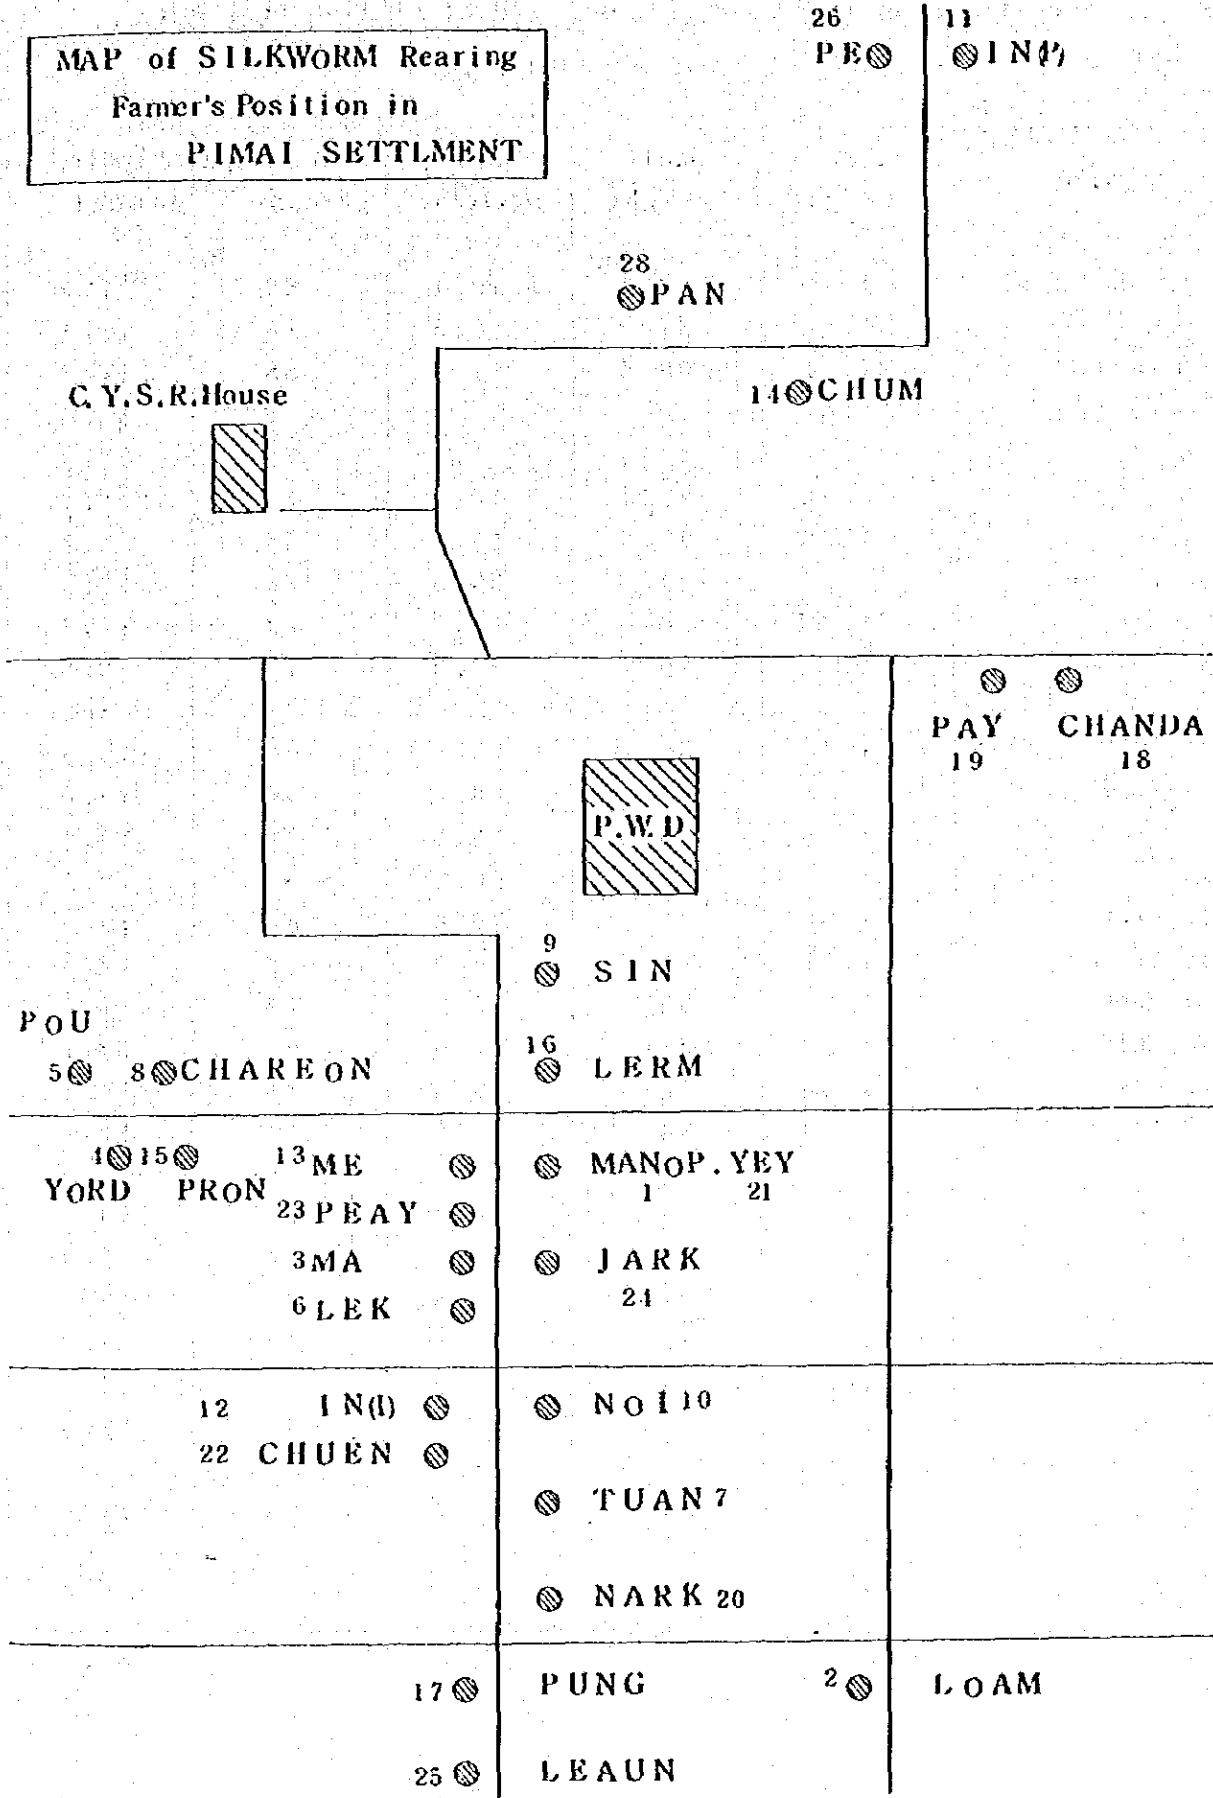 MAP of SILKWORM Rearing
Farmer's Position in
PIMAI SETTLMENT
26 11
PE IN(P)
28
PAN
C.Y.S.R.House
14 CHUM
PAY CHANDA
19 18
P.W.D
9
SIN
POU
16
5 8 CHAREON LERM
4 15 13 ME MANOP.YEY
YORD PRON 1 21
23 PEAY
3 MA JARK
6 LEK 24
12 IN(I) NOI 10
22 CHUEN
TUAN 7
NARK 20
17 PUNG 2 LOAM
25 LEAUN